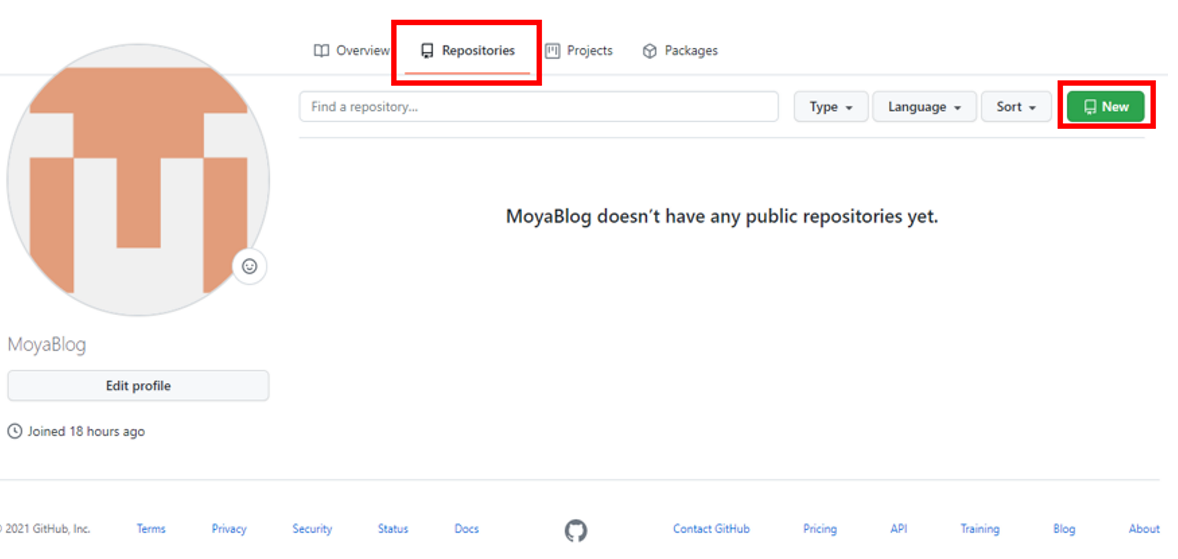 Overview Repositories Projects Packages
Find a repository... Type Language Sort New
MoyaBlog doesn't have any public repositories yet.
MoyaBlog
Edit profile
Joined 18 hours ago
© 2021 GitHub, Inc. Terms Privacy Security Status Docs Contact GitHub Pricing API Training Blog About